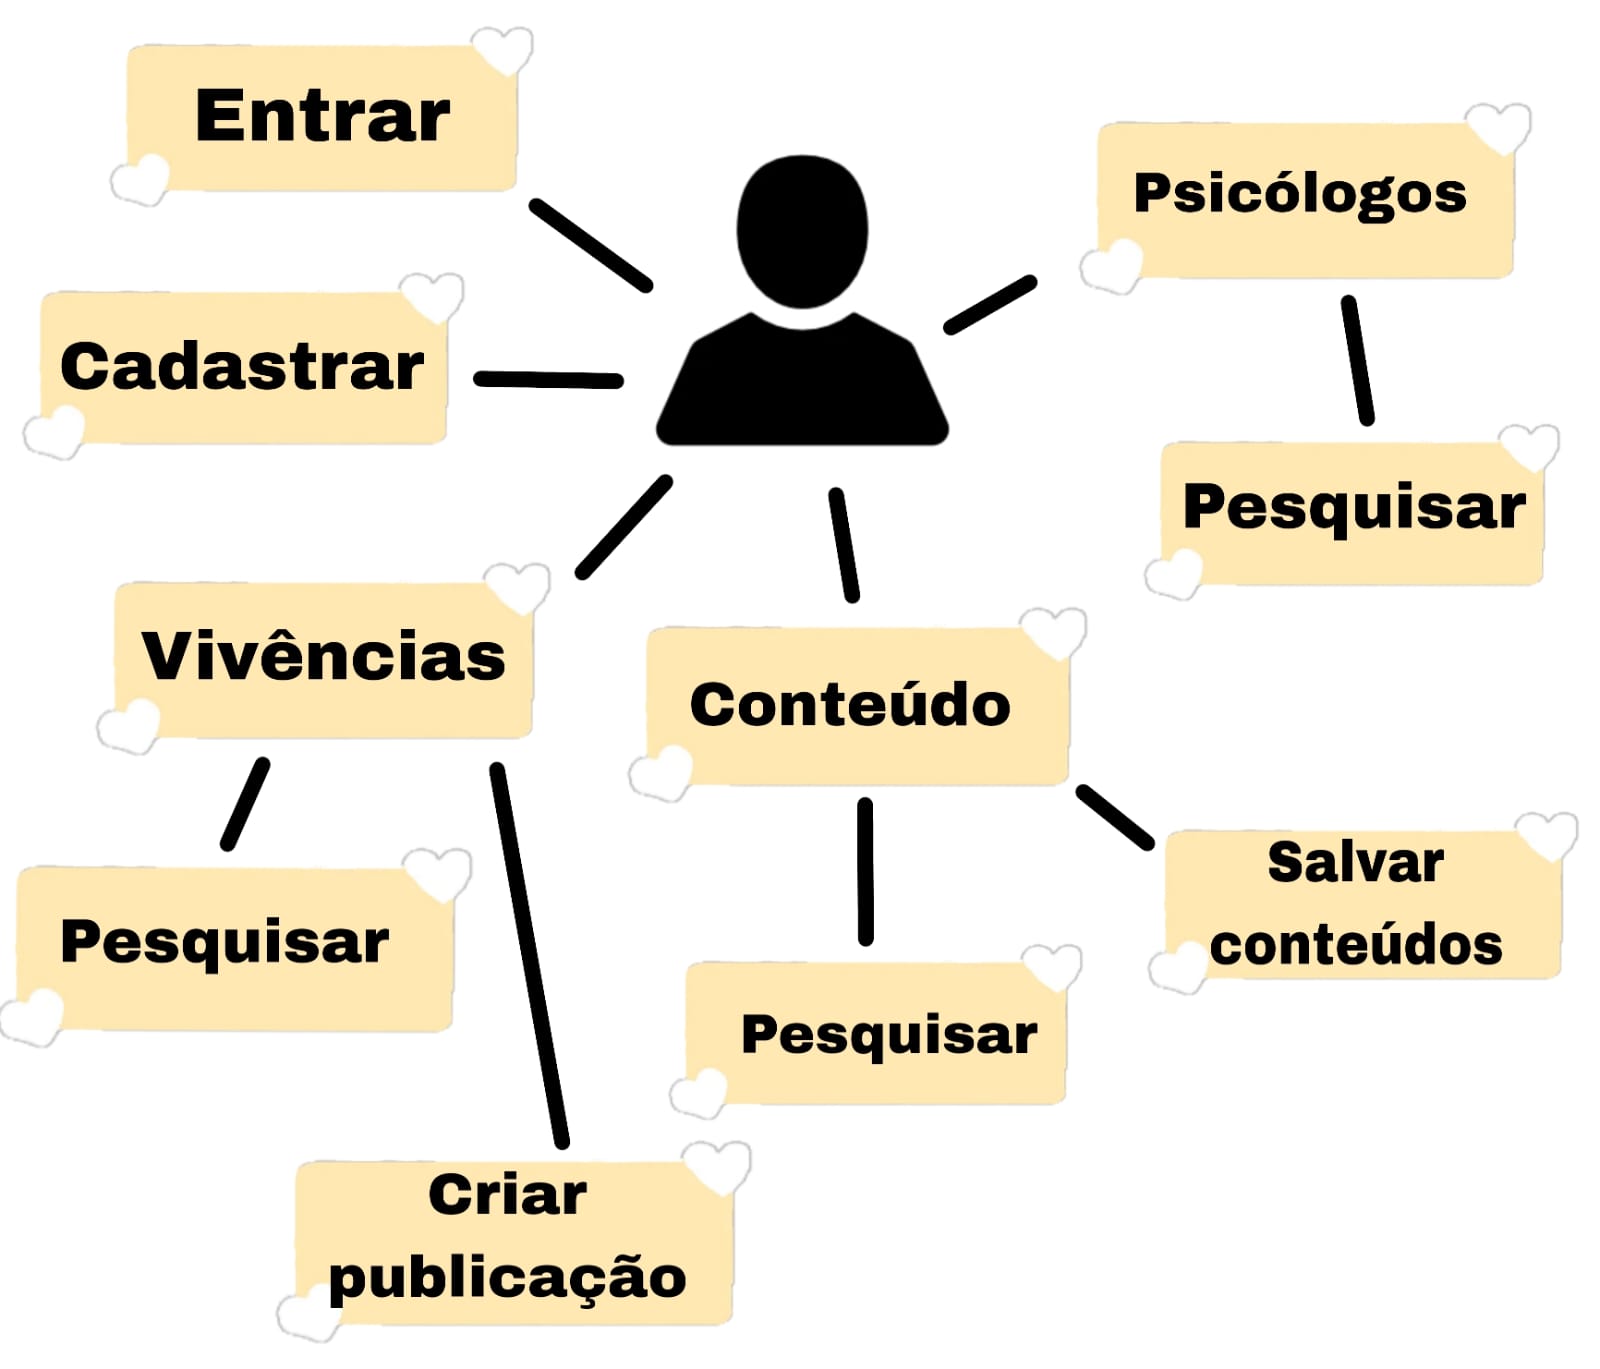 Entrar
Psicólogos
Cadastrar
Pesquisar
Vivências
Conteúdo
Salvar
conteúdos
Pesquisar
Pesquisar
Criar
publicação